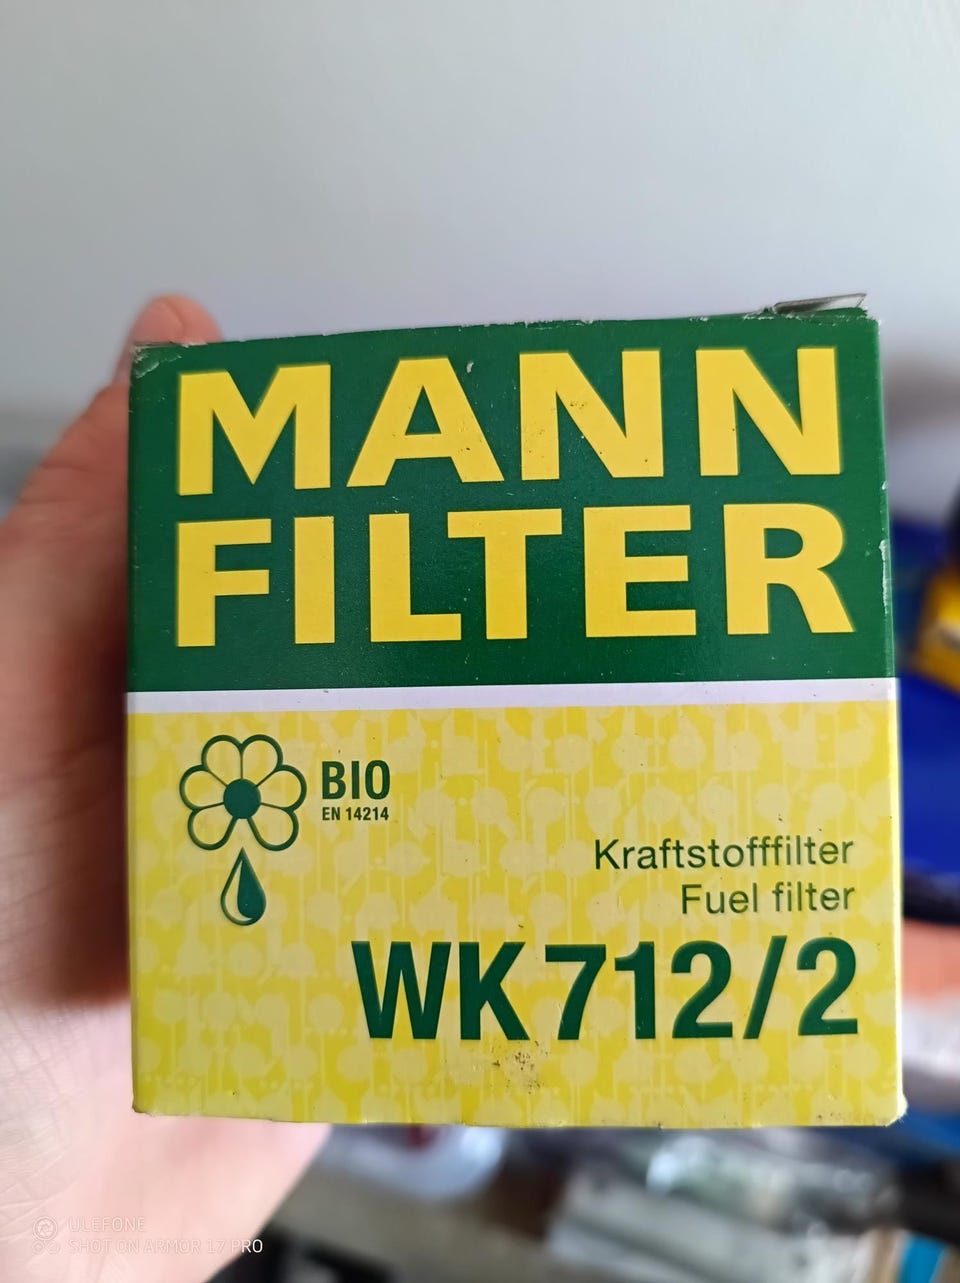 MANN
FILTER
BIO
EN 14214
Kraftstofffilter
Fuel filter
WK 712/2
ULEFONE
SHOT ON ARMOR 17 PRO